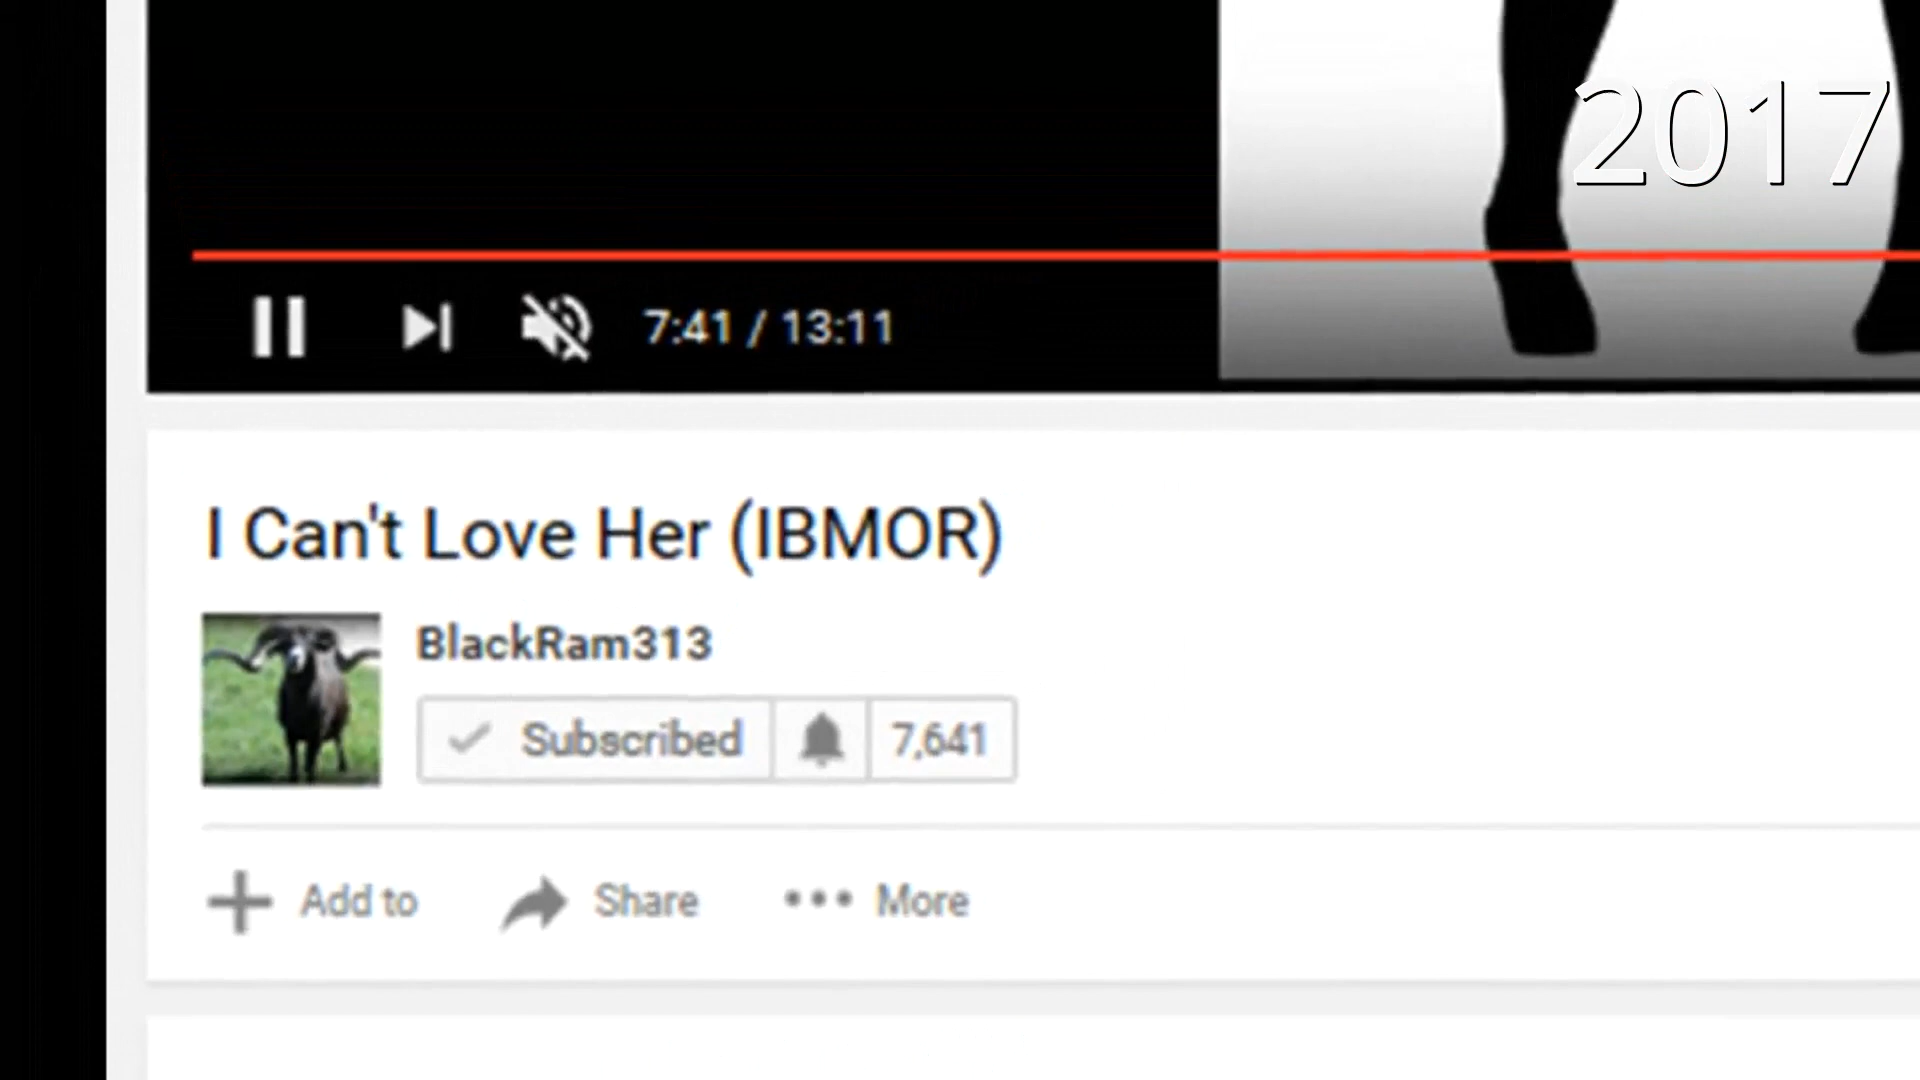 2017
7:41 / 13:11
I Can't Love Her (IBMOR)
BlackRam313
Subscribed 7,641
Add to Share More